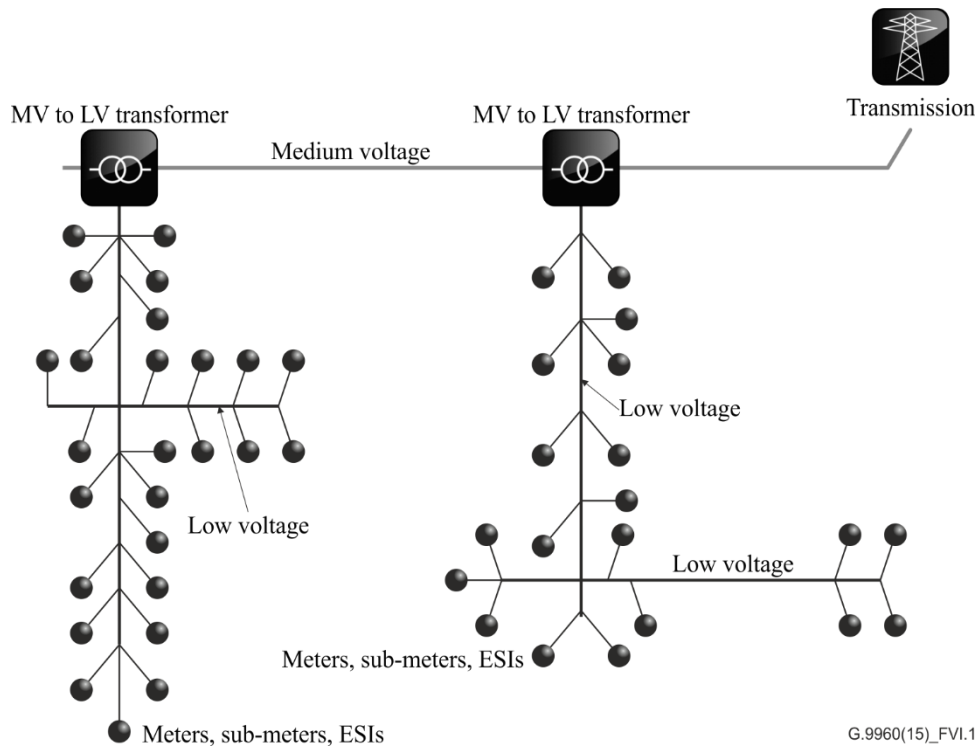 Transmission
MV to LV transformer
MV to LV transformer
Medium voltage
Low voltage
Low voltage
Low voltage
Meters, sub-meters, ESIs
Meters, sub-meters, ESIs
G.9960(15)_FVI.1